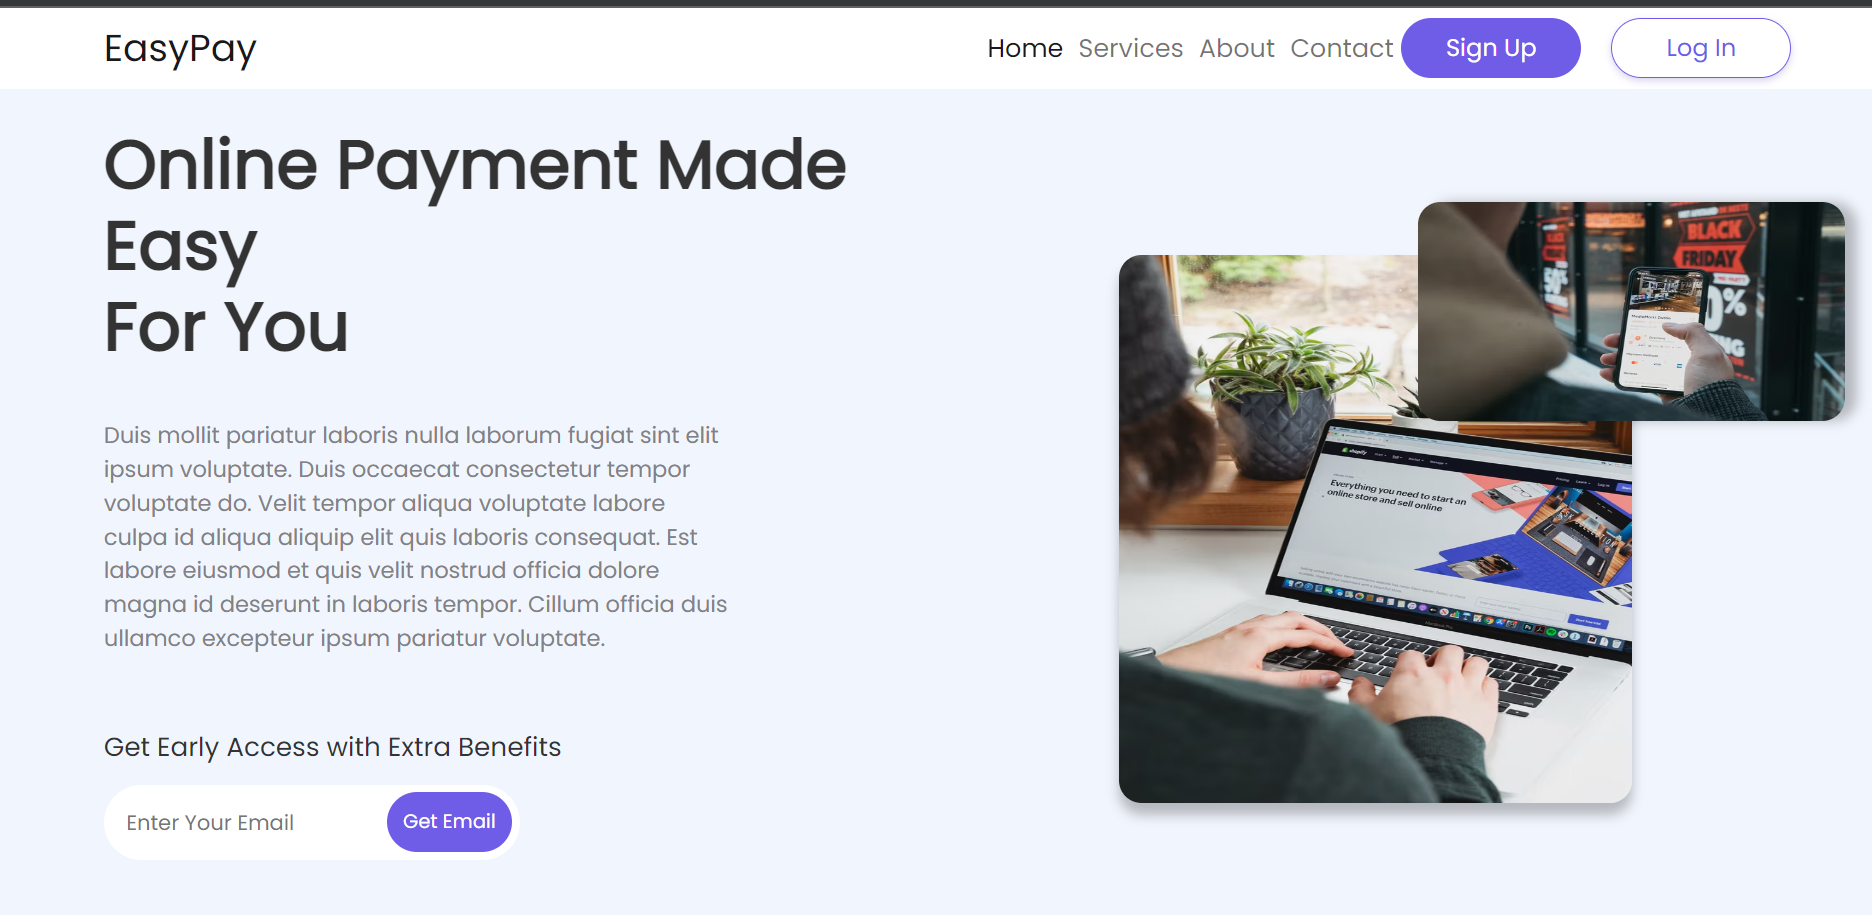 EasyPay
Home Services About Contact Sign Up Log In
Online Payment Made
Easy
For You
BLACK
FRIDAY
shopify
Everything you need to start an
online store and sell online
Duis mollit pariatur laboris nulla laborum fugiat sint elit
ipsum voluptate. Duis occaecat consectetur tempor
voluptate do. Velit tempor aliqua voluptate labore
culpa id aliqua aliquip elit quis laboris consequat. Est
labore eiusmod et quis velit nostrud officia dolore
magna id deserunt in laboris tempor. Cillum officia duis
ullamco excepteur ipsum pariatur voluptate.
Get Early Access with Extra Benefits
Enter Your Email
Get Email